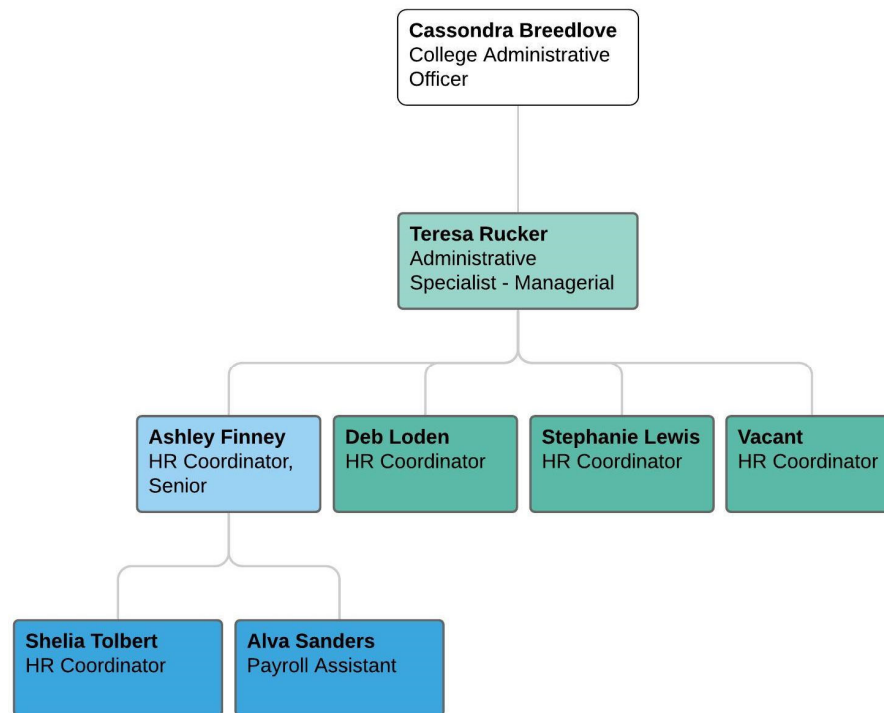 Cassondra Breedlove
College Administrative
Officer
Teresa Rucker
Administrative
Specialist - Managerial
Ashley Finney
HR Coordinator,
Senior
Deb Loden
HR Coordinator
Stephanie Lewis
HR Coordinator
Vacant
HR Coordinator
Shelia Tolbert
HR Coordinator
Alva Sanders
Payroll Assistant